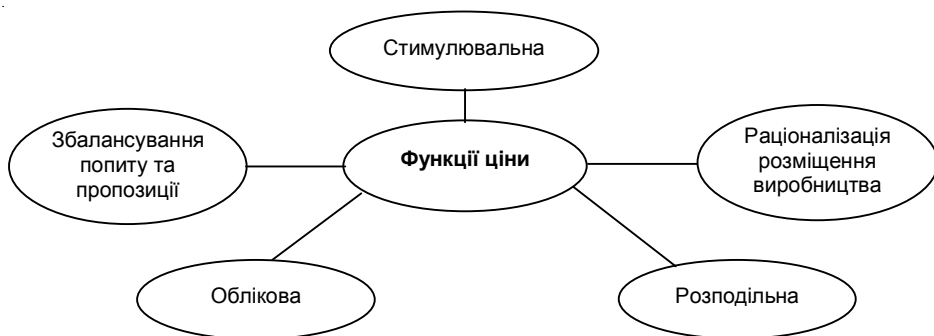 Стимулювальна
Збалансування
попиту та
пропозиції
Функції ціни
Раціоналізація
розміщення
виробництва
Облікова
Розподільна